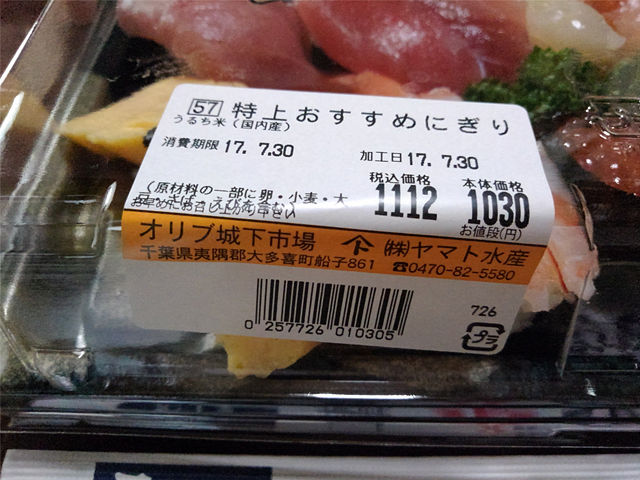 57 特上おすすめにぎり
うるち米(国内産)
消費期限 17. 7.30
加工日 17. 7.30
税込価格 本体価格
(原材料の一部に卵・小麦・大
1112 1030
お値段(円)
オリブ城下市場 ㈱ヤマト水産
千葉県夷隅郡大多喜町船子861 ☎0470-82-5580
0 257726 010305
726
プラ